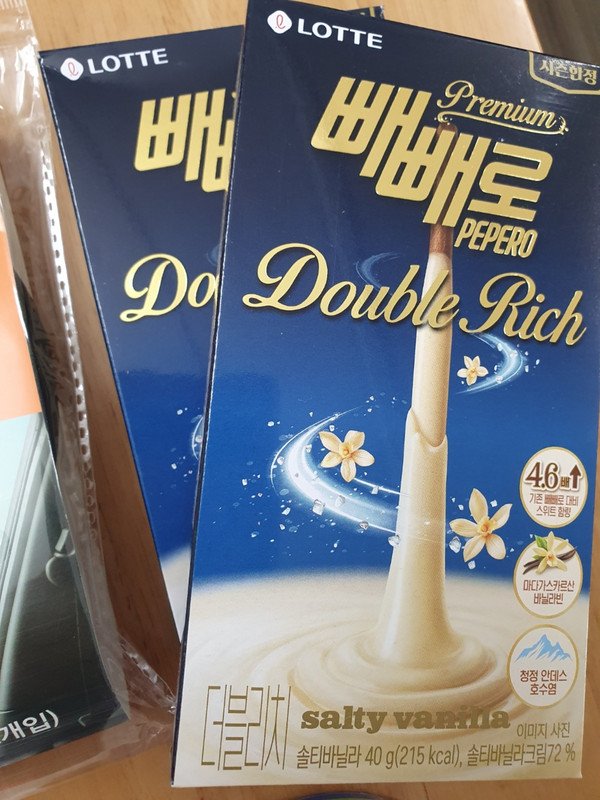 LOTTE
빼빼
Do
LOTTE
시즌한정
Premium
빼빼로
PEPERO
Double Rich
4.6배
기존 빼빼로 대비
스위트 함량
마다가스카르산
바닐라빈
청정 안데스
호수염
더블리치
salty vanilla
이미지 사진
솔티바닐라 40 g(215 kcal), 솔티바닐라크림72 %
개입)